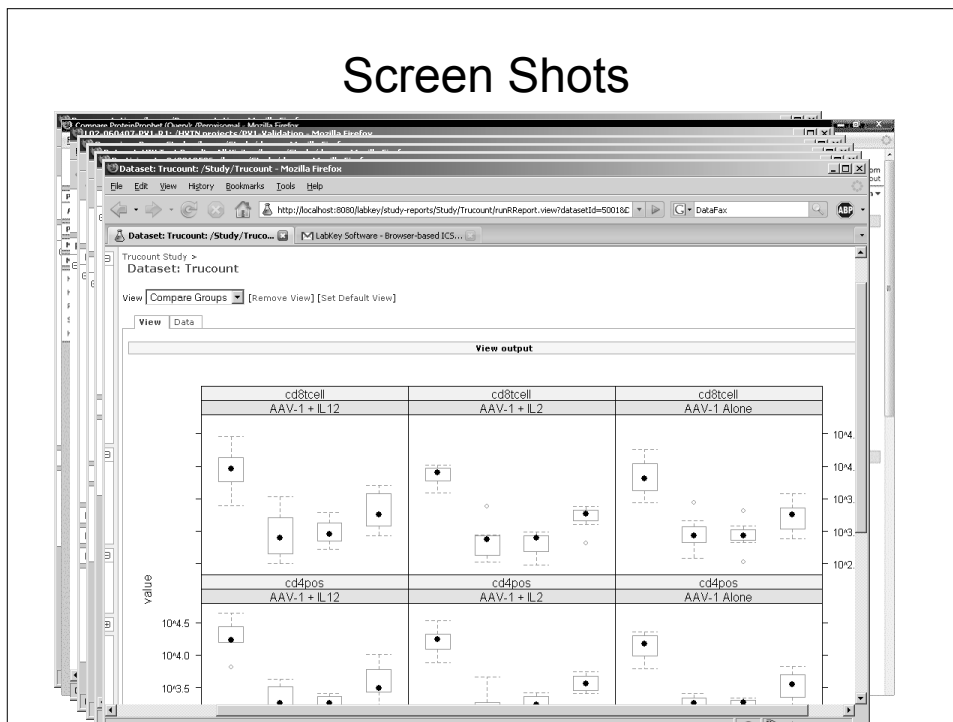 Screen Shots
Compare ProteinProphet (Query): /Peroxisomal - Mozilla Firefox
Dataset: Trucount: /Study/Trucount - Mozilla Firefox
File Edit View History Bookmarks Tools Help
http://localhost:8080/labkey/study-reports/Study/Trucount/runRReport.view?datasetId=5001&
DataFax
ABP
Dataset: Trucount: /Study/Truco...
LabKey Software - Browser-based ICS...
Trucount Study >
Dataset: Trucount
View Compare Groups [Remove View] [Set Default View]
View Data
View output
cd8tcell cd8tcell cd8tcell
AAV-1 + IL12 AAV-1 + IL2 AAV-1 Alone
10^4.
10^4.
10^3.
10^3.
10^2.
value
cd4pos cd4pos cd4pos
AAV-1 + IL12 AAV-1 + IL2 AAV-1 Alone
10^4.5
10^4.0
10^3.5